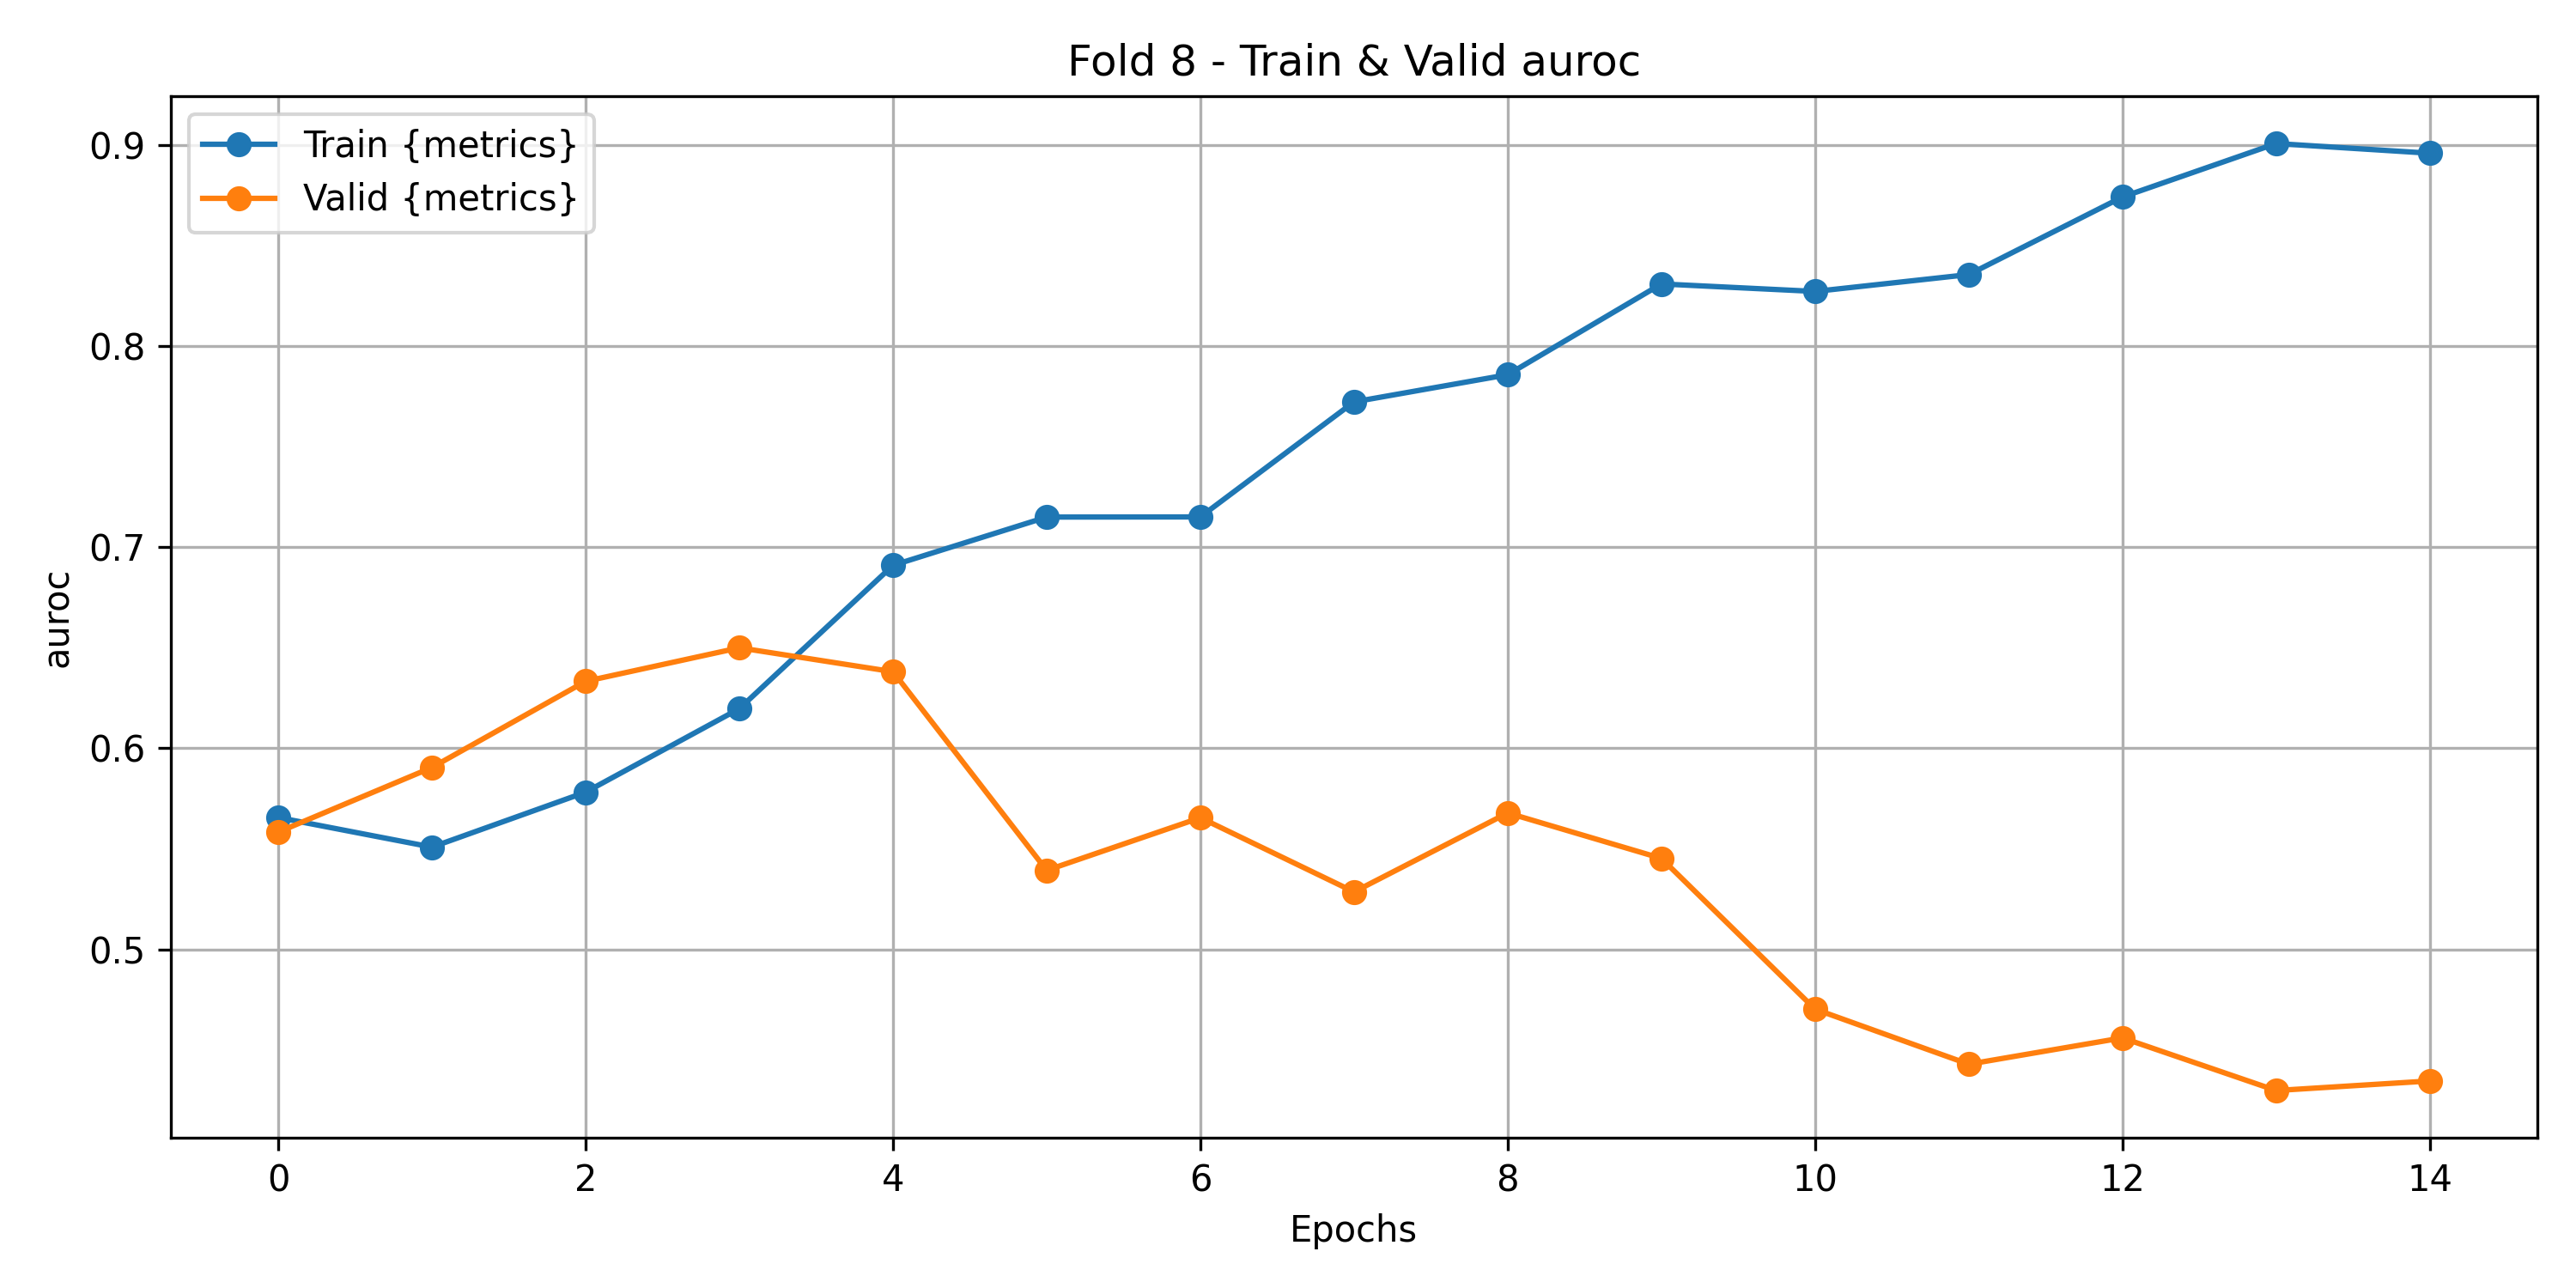 Fold 8 - Train & Valid auroc
Train {metrics}
Valid {metrics}
0.9
0.8
0.7
0.6
0.5
auroc
0 2 4 6 8 10 12 14
Epochs